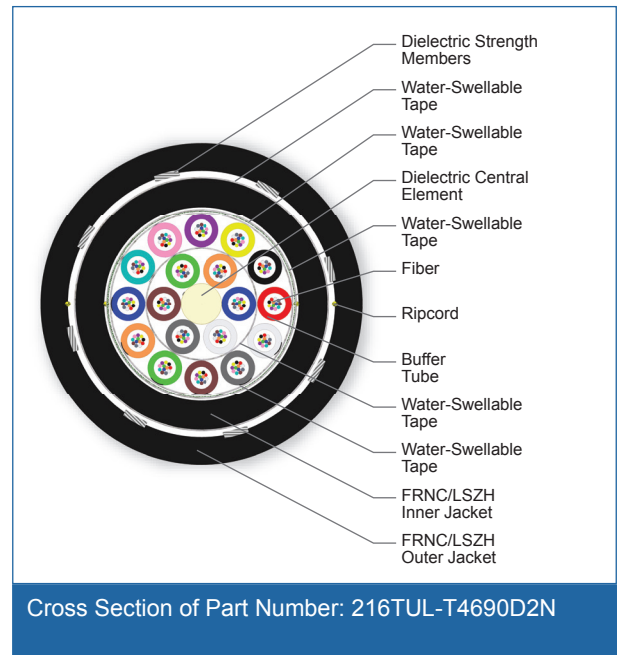 Dielectric Strength
Members
Water-Swellable
Tape
Water-Swellable
Tape
Dielectric Central
Element
Water-Swellable
Tape
Fiber
Ripcord
Buffer
Tube
Water-Swellable
Tape
Water-Swellable
Tape
FRNC/LSZH
Inner Jacket
FRNC/LSZH
Outer Jacket
Cross Section of Part Number: 216TUL-T4690D2N